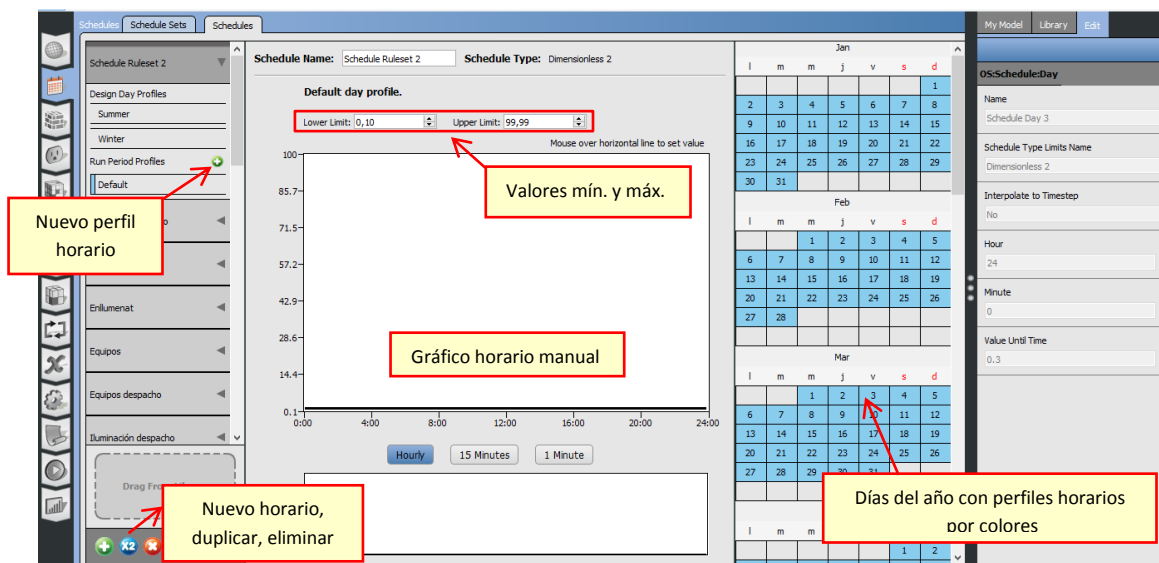 Schedules
Schedule Sets
Schedules
Schedule Ruleset 2
Design Day Profiles
Summer
Winter
Run Period Profiles
Default
Nuevo perfil
horario
Enllumenat
Equipos
Equipos despacho
Iluminación despacho
Nuevo horario,
duplicar, eliminar
X2
Schedule Name: Schedule Ruleset 2 Schedule Type: Dimensionless 2
Default day profile.
Lower Limit: 0,10 Upper Limit: 99,99
Mouse over horizontal line to set value
Valores mín. y máx.
100
85.7
71.5
57.2
42.9
28.6
14.4
0.1
Gráfico horario manual
0:00 4:00 8:00 12:00 16:00 20:00 24:00
Hourly 15 Minutes 1 Minute
Jan
l m m j v s d
1
2 3 4 5 6 7 8
9 10 11 12 13 14 15
16 17 18 19 20 21 22
23 24 25 26 27 28 29
30 31
Feb
l m m j v s d
1 2 3 4 5
6 7 8 9 10 11 12
13 14 15 16 17 18 19
20 21 22 23 24 25 26
27 28
Mar
l m m j v s d
1 2 3 4 5
6 7 8 9 10 11 12
13 14 15 16 17 18 19
20 21 22 23 24 25 26
27 28 29 30 31
Días del año con perfiles horarios
por colores
l m m
1 2
My Model Library Edit
OS:Schedule:Day
Name
Schedule Day 3
Schedule Type Limits Name
Dimensionless 2
Interpolate to Timestep
No
Hour
24
Minute
0
Value Until Time
0.3